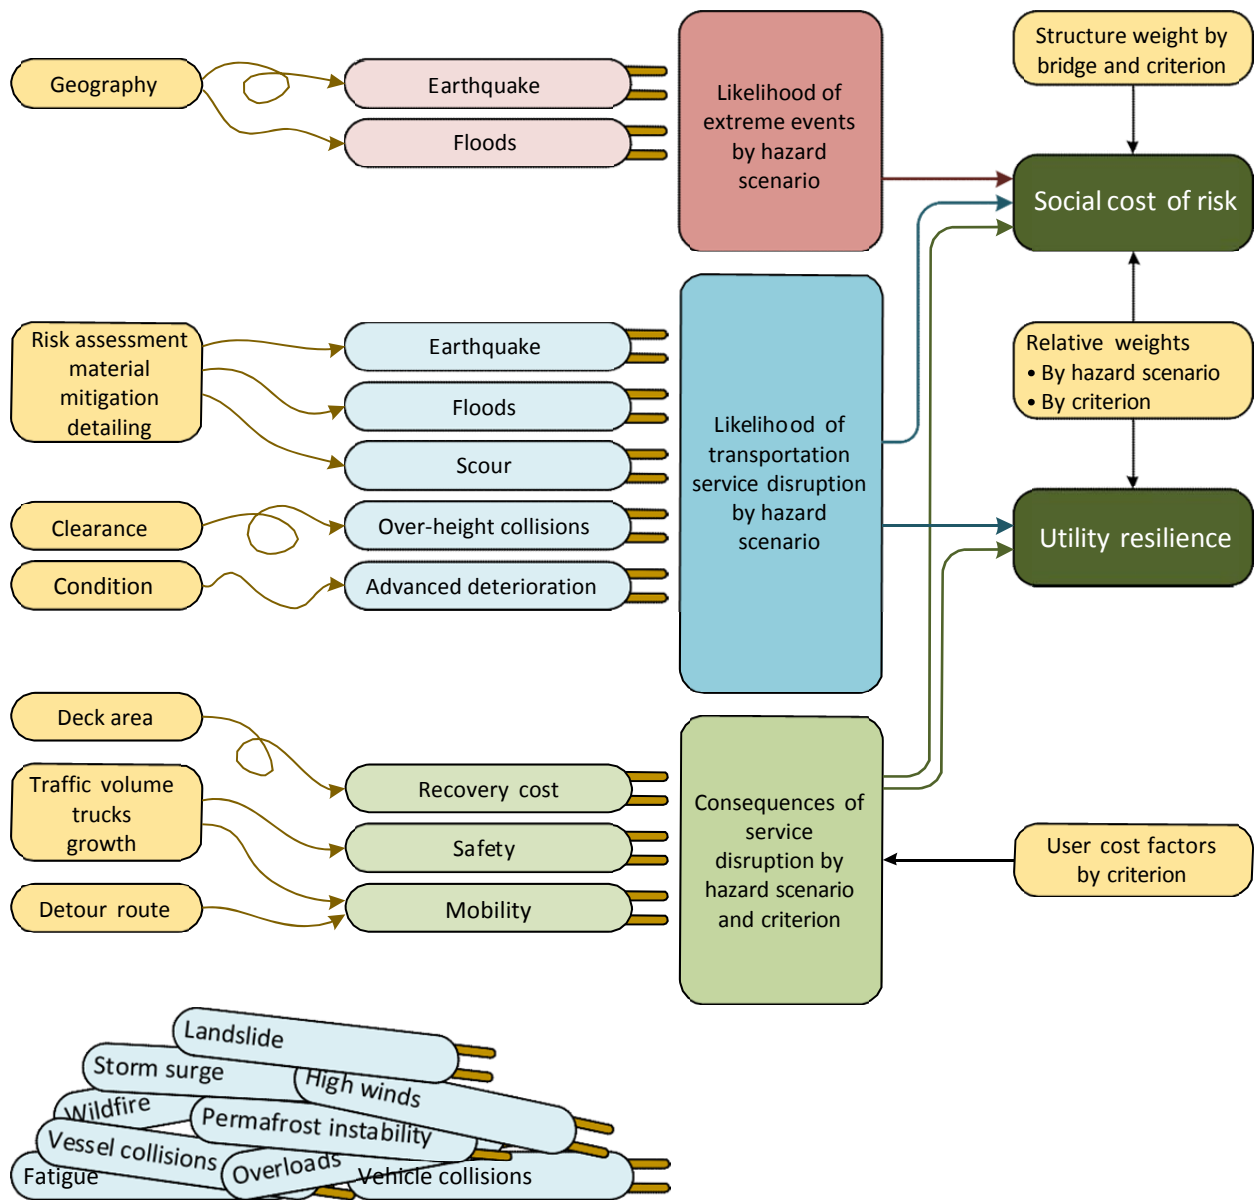 Geography
Earthquake
Floods
Likelihood of
extreme events
by hazard
scenario
Structure weight by
bridge and criterion
Social cost of risk
Risk assessment
material
mitigation
detailing
Clearance
Condition
Earthquake
Floods
Scour
Over-height collisions
Advanced deterioration
Likelihood of
transportation
service disruption
by hazard
scenario
Relative weights
• By hazard scenario
• By criterion
Utility resilience
Deck area
Traffic volume
trucks
growth
Detour route
Recovery cost
Safety
Mobility
Consequences of
service
disruption by
hazard scenario
and criterion
User cost factors
by criterion
Landslide
Storm surge
High winds
Wildfire
Permafrost instability
Vessel collisions
Overloads
Fatigue
Vehicle collisions